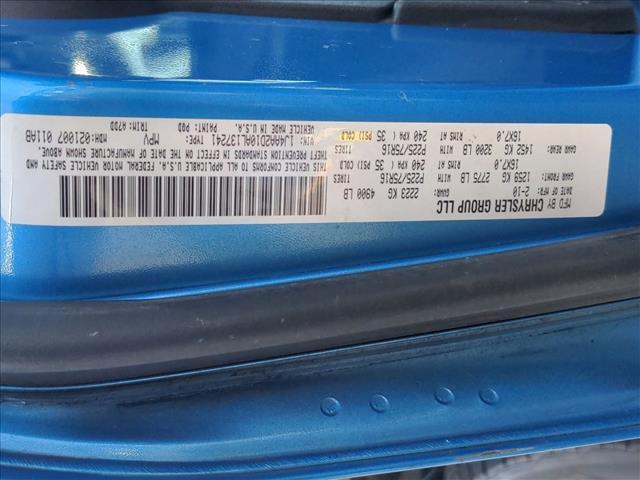 MFD BY CHRYSLER GROUP LLC
DATE OF MFR: 2-10 GVWR: 2223 KG 4900 LB
GAWR FRONT: 1259 KG 2775 LB P225/75R16 TIRES
16X7.0 RIMS AT 240 KPA ( 35 PSI) COLD
GAWR REAR: 1452 KG 3200 LB P225/75R16 TIRES
16X7.0 RIMS AT 240 KPA ( 35 PSI) COLD
THIS VEHICLE CONFORMS TO ALL APPLICABLE FEDERAL MOTOR VEHICLE SAFETY AND
THEFT PREVENTION STANDARDS IN EFFECT ON THE DATE OF MANUFACTURE SHOWN ABOVE.
VIN: TYPE: MPV MDH:021007 011AB
VEHICLE MADE IN U.S.A. PAINT: PQD TRIM: A7DD